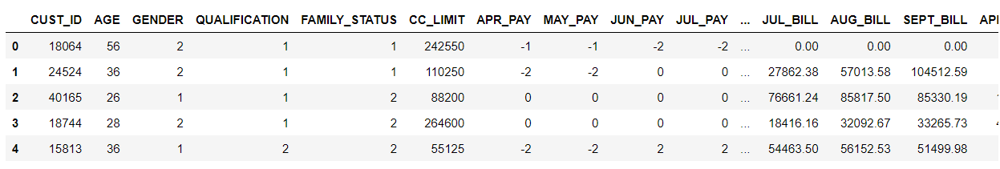 CUST_ID AGE GENDER QUALIFICATION FAMILY_STATUS CC_LIMIT APR_PAY MAY_PAY JUN_PAY JUL_PAY ... JUL_BILL AUG_BILL SEPT_BILL
0 18064 56 2 1 1 242550 -1 -1 -2 -2 ... 0.00 0.00 0.00
1 24524 36 2 1 1 110250 -2 -2 0 0 ... 27862.38 57013.58 104512.59
2 40165 26 1 1 2 88200 0 0 0 0 ... 76661.24 85817.50 85330.19
3 18744 28 2 1 2 264600 0 0 0 0 ... 18416.16 32092.67 33265.73
4 15813 36 1 2 2 55125 -2 -2 2 2 ... 54463.50 56152.53 51499.98